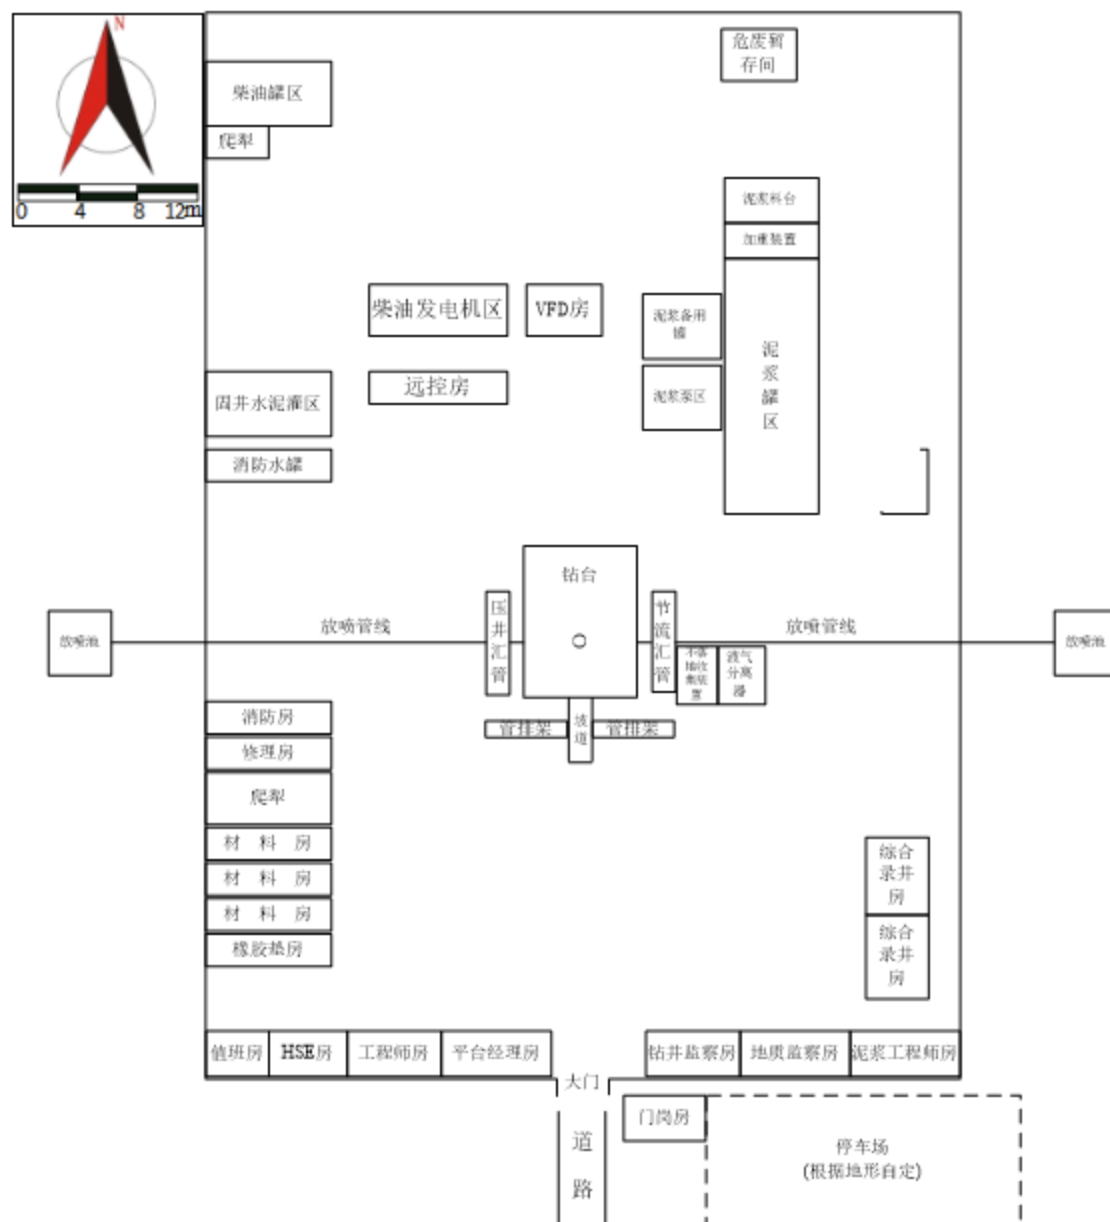 N
0 4 8 12m
危废暂
存间
柴油罐区
爬犁
泥浆料台
加重装置
柴油发电机区
VFD房
泥浆备用
罐
泥
浆
罐
区
远控房
泥浆泵区
固井水泥灌区
消防水罐
钻台
放喷池
放喷管线
压
井
汇
管
节
流
汇
管
放喷管线
放喷池
不落
地收
集装
置
液气
分离
器
消防房
管排架
坡
道
管排架
修理房
爬犁
材 料 房
材 料 房
材 料 房
橡胶垫房
综合
录井
房
综合
录井
房
值班房
HSE房
工程师房
平台经理房
钻井监察房
地质监察房
泥浆工程师房
大门
门岗房
道
路
停车场
(根据地形自定)